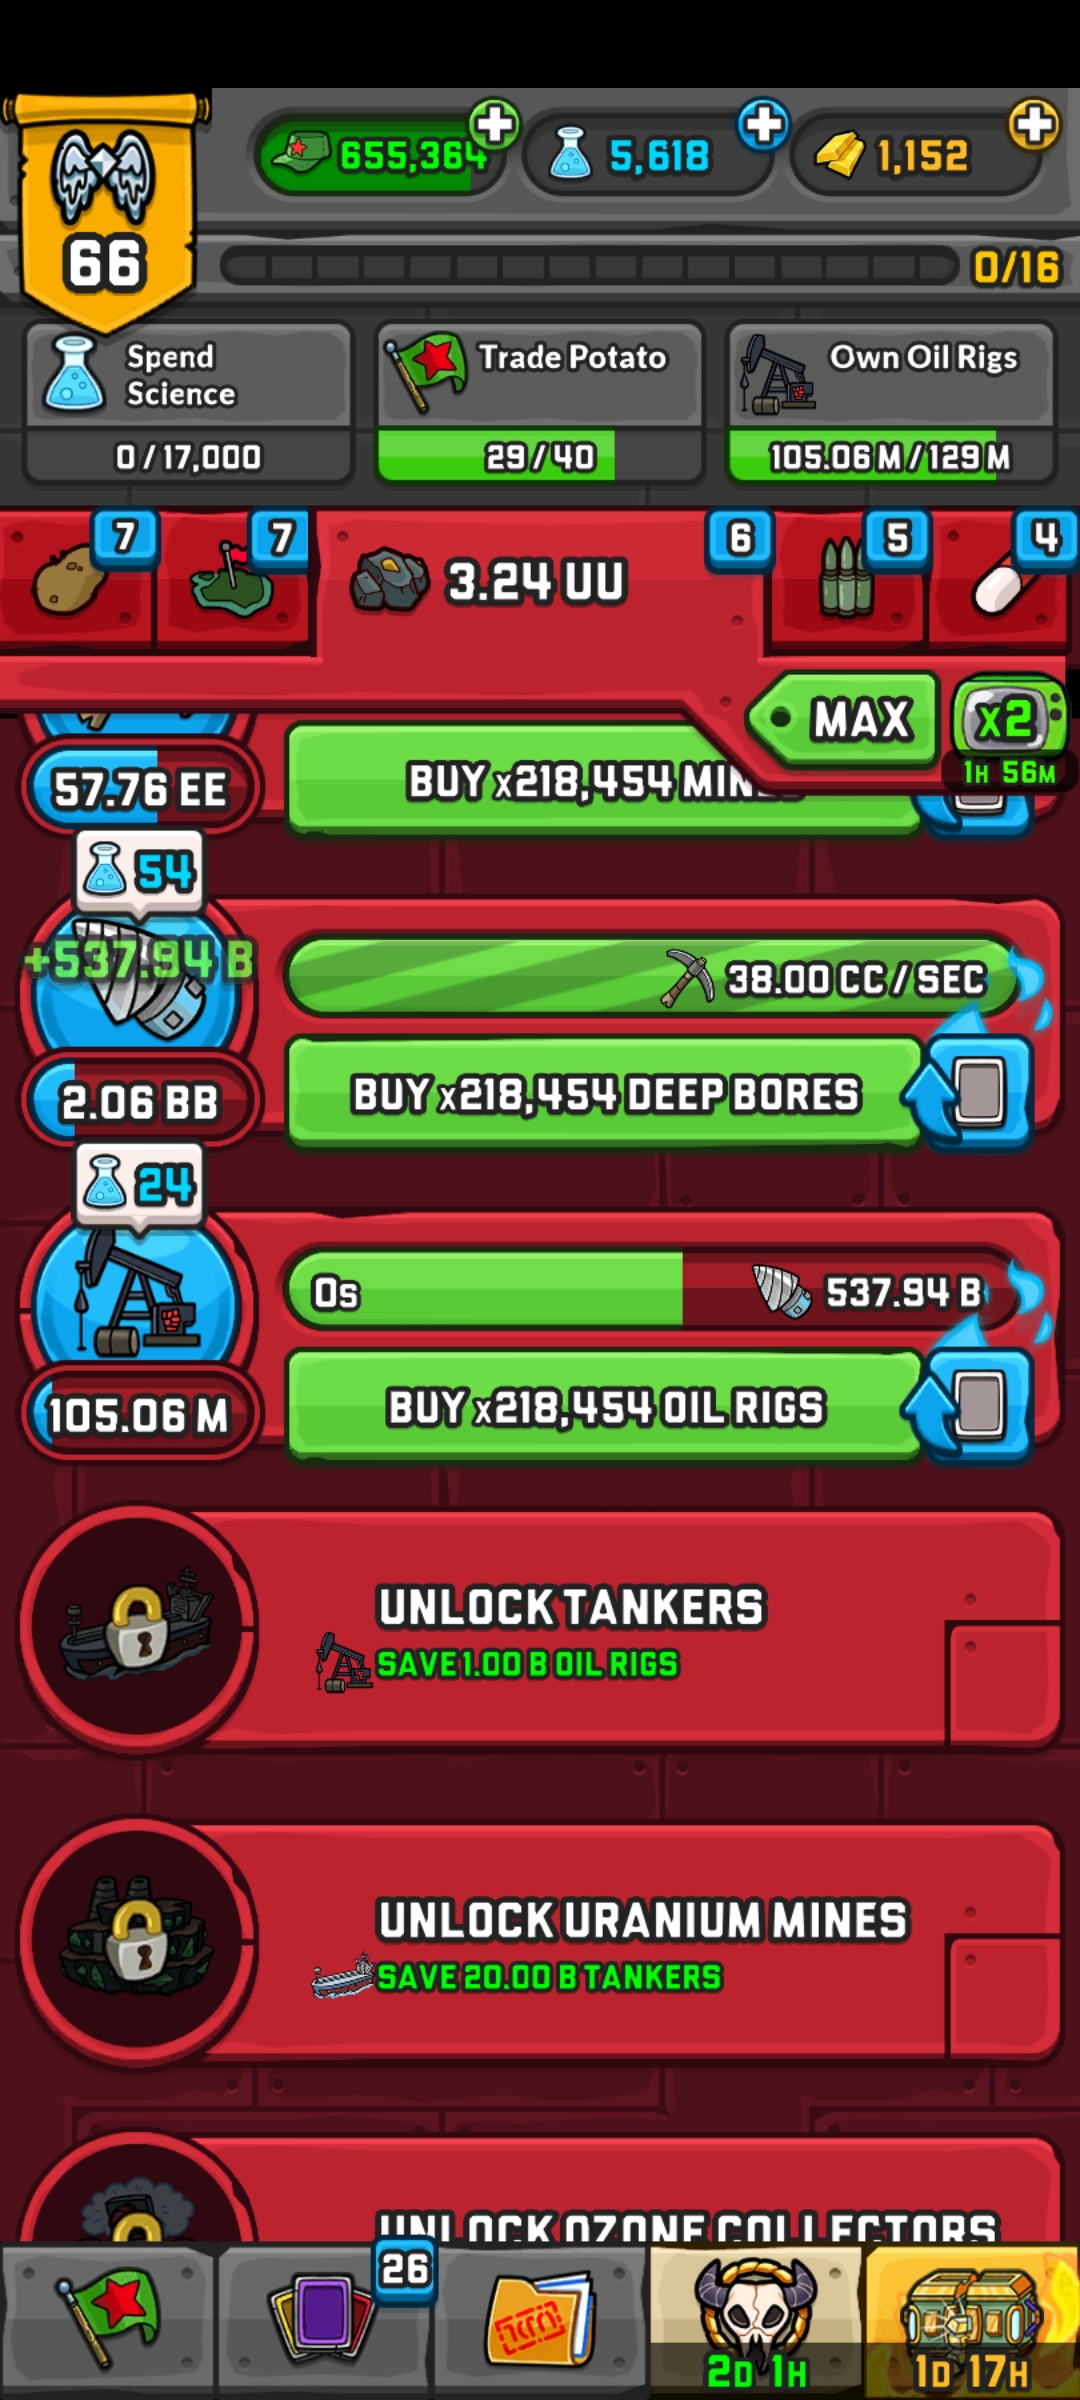 655,364
5,618
1,152
66
0/16
Spend
Science
0/17,000
Trade Potato
29/40
Own Oil Rigs
105.06 M/129 M
7
7
3.24 UU
6
5
4
MAX
x2
1H 56M
57.76 EE
BUY x218,454
54
+537.94 B
38.00 CC/SEC
2.06 BB
BUY x218,454 DEEP BORES
24
0s
537.94 B
105.06 M
BUY x218,454 OIL RIGS
UNLOCK TANKERS
SAVE 1.00 B OIL RIGS
UNLOCK URANIUM MINES
SAVE 20.00 B TANKERS
UNLOCK OZONE COLLECTORS
26
2D 1H
1D 17H